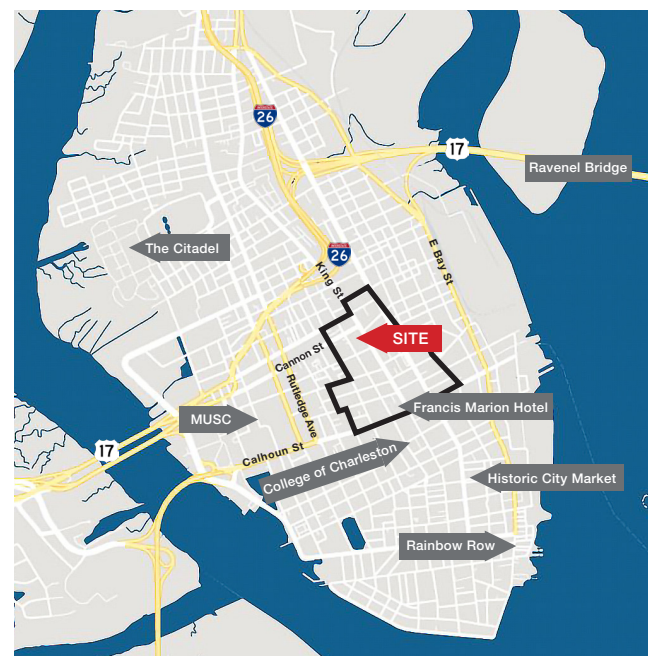 26
17
Ravenel Bridge
The Citadel
E Bay St
26
King St
SITE
Cannon St
Rutledge Ave
Francis Marion Hotel
MUSC
17
Calhoun St
College of Charleston
Historic City Market
Rainbow Row